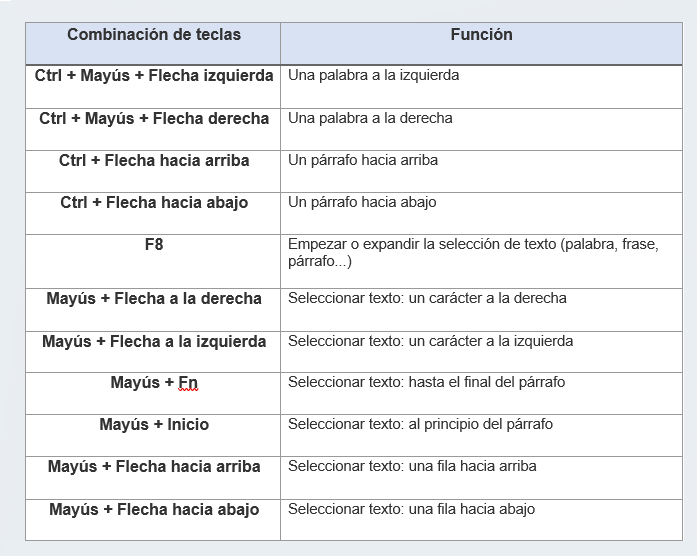 Combinación de teclas Función
Ctrl + Mayús + Flecha izquierda Una palabra a la izquierda
Ctrl + Mayús + Flecha derecha Una palabra a la derecha
Ctrl + Flecha hacia arriba Un párrafo hacia arriba
Ctrl + Flecha hacia abajo Un párrafo hacia abajo
F8 Empezar o expandir la selección de texto (palabra, frase,
párrafo...)
Mayús + Flecha a la derecha Seleccionar texto: un carácter a la derecha
Mayús + Flecha a la izquierda Seleccionar texto: un carácter a la izquierda
Mayús + Fn Seleccionar texto: hasta el final del párrafo
Mayús + Inicio Seleccionar texto: al principio del párrafo
Mayús + Flecha hacia arriba Seleccionar texto: una fila hacia arriba
Mayús + Flecha hacia abajo Seleccionar texto: una fila hacia abajo